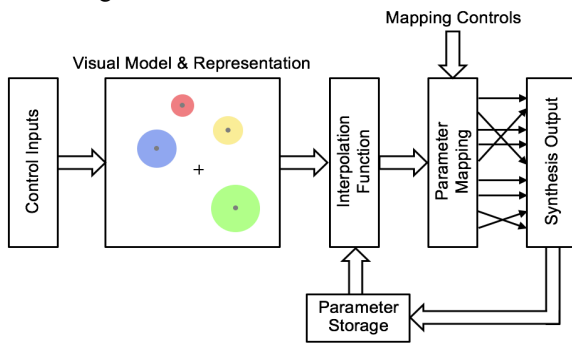 Mapping Controls
Visual Model & Representation
Control Inputs
Interpolation
Function
Parameter
Mapping
Synthesis Output
Parameter
Storage